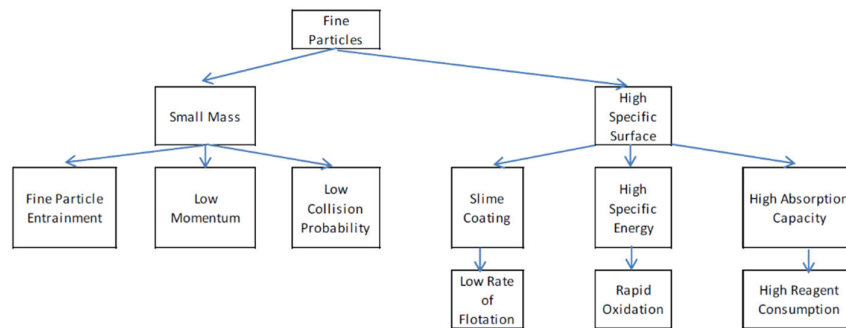 Fine
Particles
Small Mass
High
Specific
Surface
Fine Particle
Entrainment
Low
Momentum
Low
Collision
Probability
Slime
Coating
High
Specific
Energy
High Absorption
Capacity
Low Rate of
Flotation
Rapid
Oxidation
High Reagent
Consumption